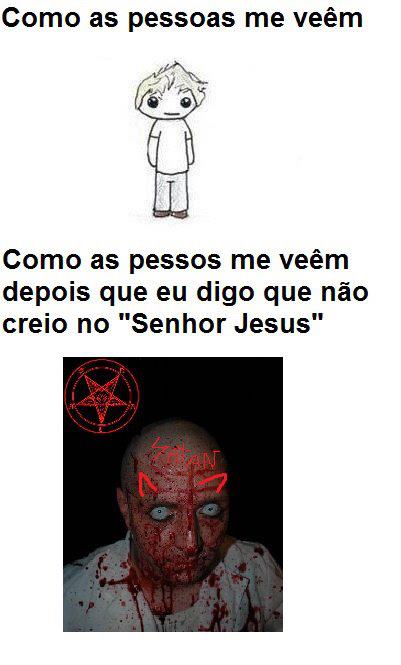 Como as pessoas me veêm
Como as pessos me veêm
depois que eu digo que não
creio no "Senhor Jesus"
SATAN